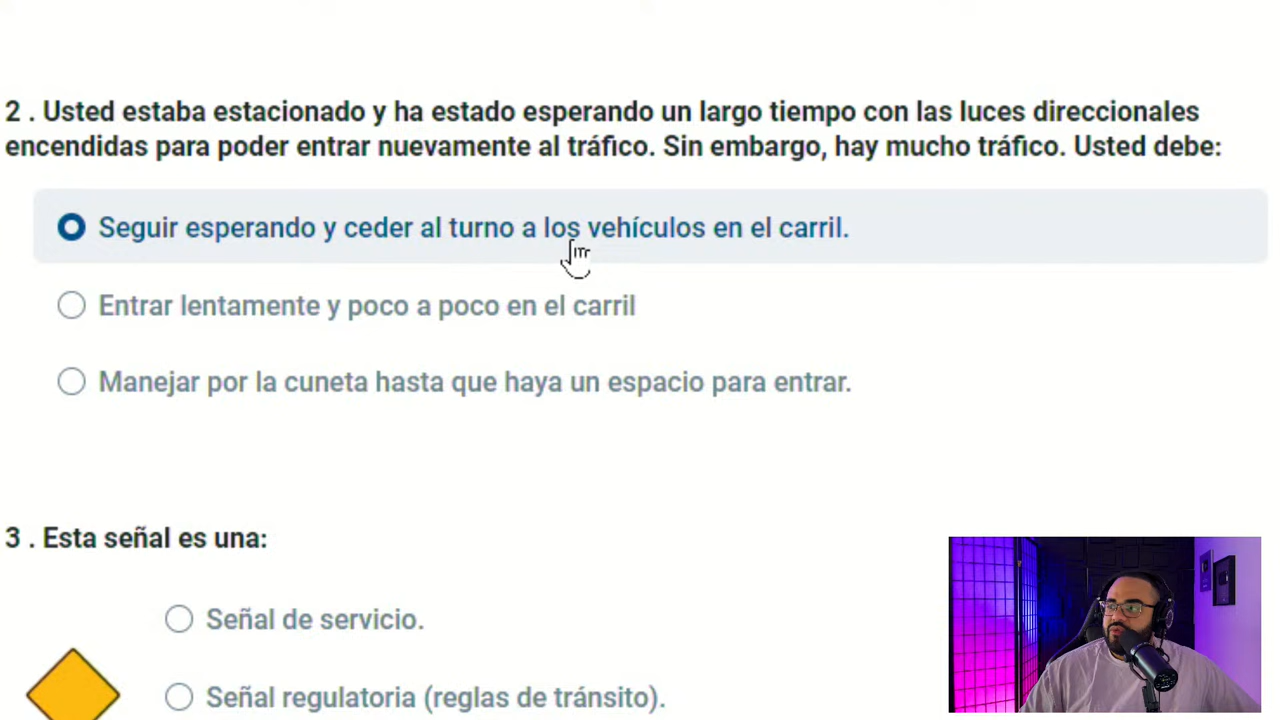 2 . Usted estaba estacionado y ha estado esperando un largo tiempo con las luces direccionales
encendidas para poder entrar nuevamente al tráfico. Sin embargo, hay mucho tráfico. Usted debe:
Seguir esperando y ceder al turno a los vehículos en el carril.
Entrar lentamente y poco a poco en el carril
Manejar por la cuneta hasta que haya un espacio para entrar.
3 . Esta señal es una:
Señal de servicio.
Señal regulatoria (reglas de tránsito).